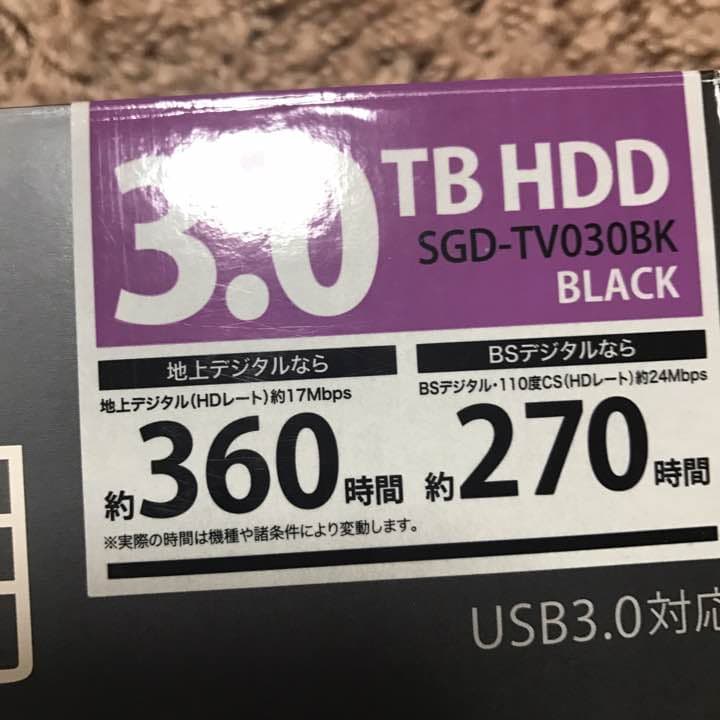 3.0 TB HDD
SGD-TV030BK
BLACK
地上デジタルなら
地上デジタル(HDレート)約17Mbps
約360時間
BSデジタルなら
BSデジタル・110度CS(HDレート)約24Mbps
約270時間
※実際の時間は機種や諸条件により変動します。
USB3.0対応